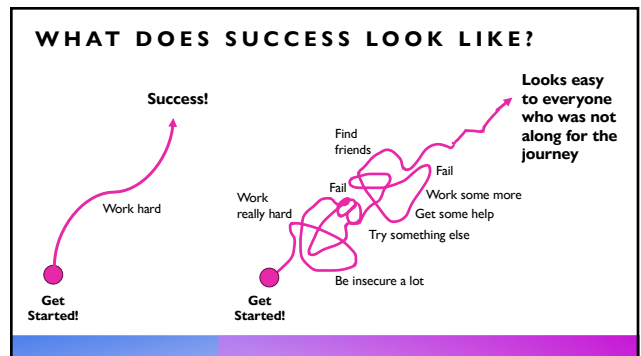 WHAT DOES SUCCESS LOOK LIKE?
Success!
Work hard
Get
Started!
Looks easy
to everyone
who was not
along for the
journey
Find
friends
Fail
Fail
Work some more
Work
really hard
Get some help
Try something else
Be insecure a lot
Get
Started!